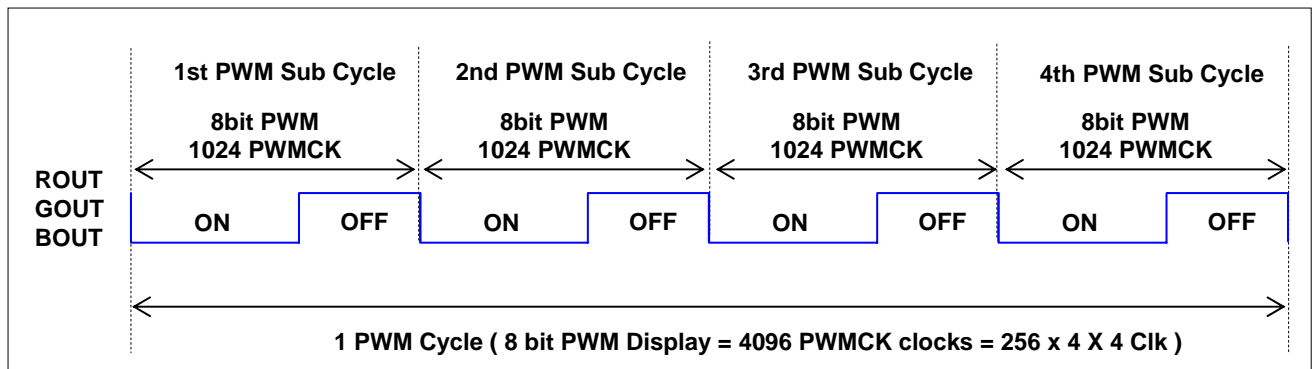 1st PWM Sub Cycle 2nd PWM Sub Cycle 3rd PWM Sub Cycle 4th PWM Sub Cycle
8bit PWM 8bit PWM 8bit PWM 8bit PWM
1024 PWMCK 1024 PWMCK 1024 PWMCK 1024 PWMCK
ROUT
GOUT
BOUT
ON OFF ON OFF ON OFF ON OFF
1 PWM Cycle ( 8 bit PWM Display = 4096 PWMCK clocks = 256 x 4 X 4 Clk )